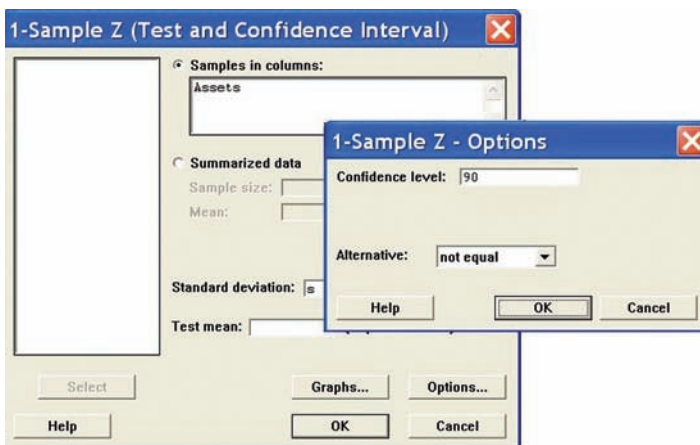 1-Sample Z (Test and Confidence Interval)
Samples in columns:
Assets
Summarized data
Sample size:
Mean:
Standard deviation: s
Test mean:
Select
Graphs...
Options...
Help
OK
Cancel
1-Sample Z - Options
Confidence level: 90
Alternative: not equal
Help
OK
Cancel